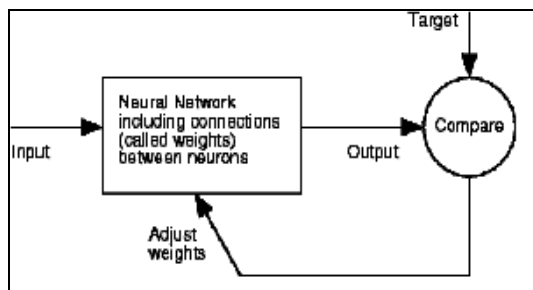 Target
Neural Network
including connections
(called weights)
between neurons
Compare
Input
Output
Adjust
weights